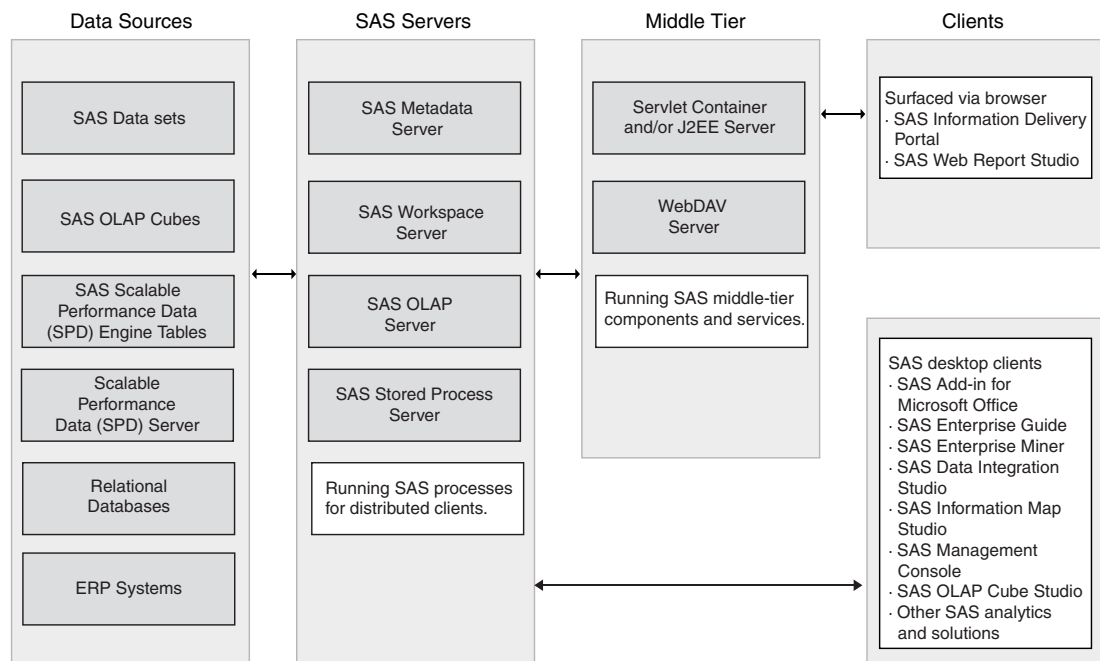 Data Sources
SAS Data sets
SAS OLAP Cubes
SAS Scalable
Performance Data
(SPD) Engine Tables
Scalable
Performance
Data (SPD) Server
Relational
Databases
ERP Systems
SAS Servers
SAS Metadata
Server
SAS Workspace
Server
SAS OLAP
Server
SAS Stored Process
Server
Running SAS processes
for distributed clients.
Middle Tier
Servlet Container
and/or J2EE Server
WebDAV
Server
Running SAS middle-tier
components and services.
Clients
Surfaced via browser
· SAS Information Delivery
Portal
· SAS Web Report Studio
SAS desktop clients
· SAS Add-in for
Microsoft Office
· SAS Enterprise Guide
· SAS Enterprise Miner
· SAS Data Integration
Studio
· SAS Information Map
Studio
· SAS Management
Console
· SAS OLAP Cube Studio
· Other SAS analytics
and solutions